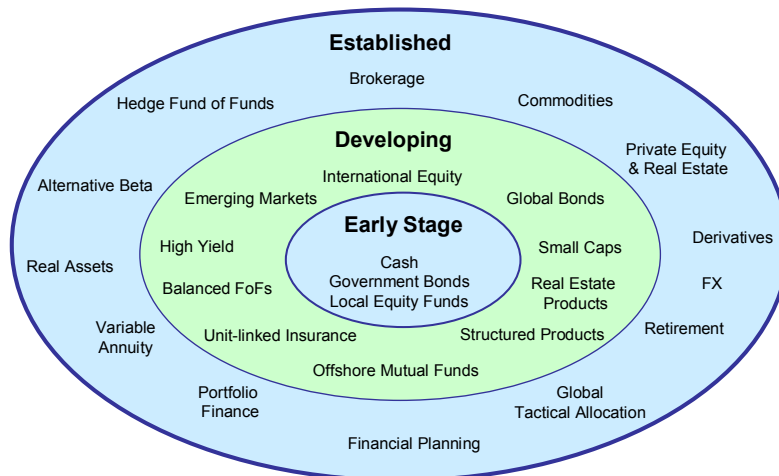 Established
Brokerage
Hedge Fund of Funds
Commodities
Developing
Private Equity
& Real Estate
International Equity
Alternative Beta
Emerging Markets
Global Bonds
Early Stage
Derivatives
High Yield
Small Caps
Real Assets
Cash
Government Bonds
Local Equity Funds
Balanced FoFs
Real Estate
Products
FX
Variable
Annuity
Unit-linked Insurance
Structured Products
Retirement
Offshore Mutual Funds
Portfolio
Finance
Global
Tactical Allocation
Financial Planning